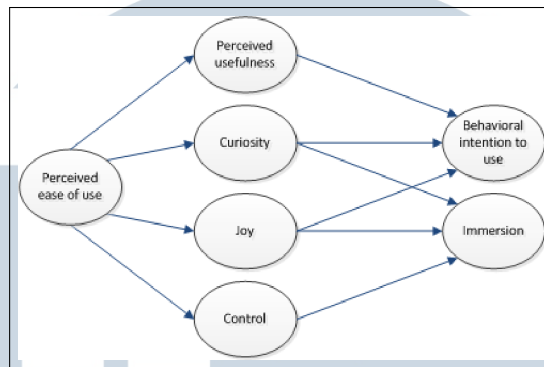 Perceived
usefulness
Curiosity
Behavioral
intention to
use
Perceived
ease of use
Joy
Immersion
Control